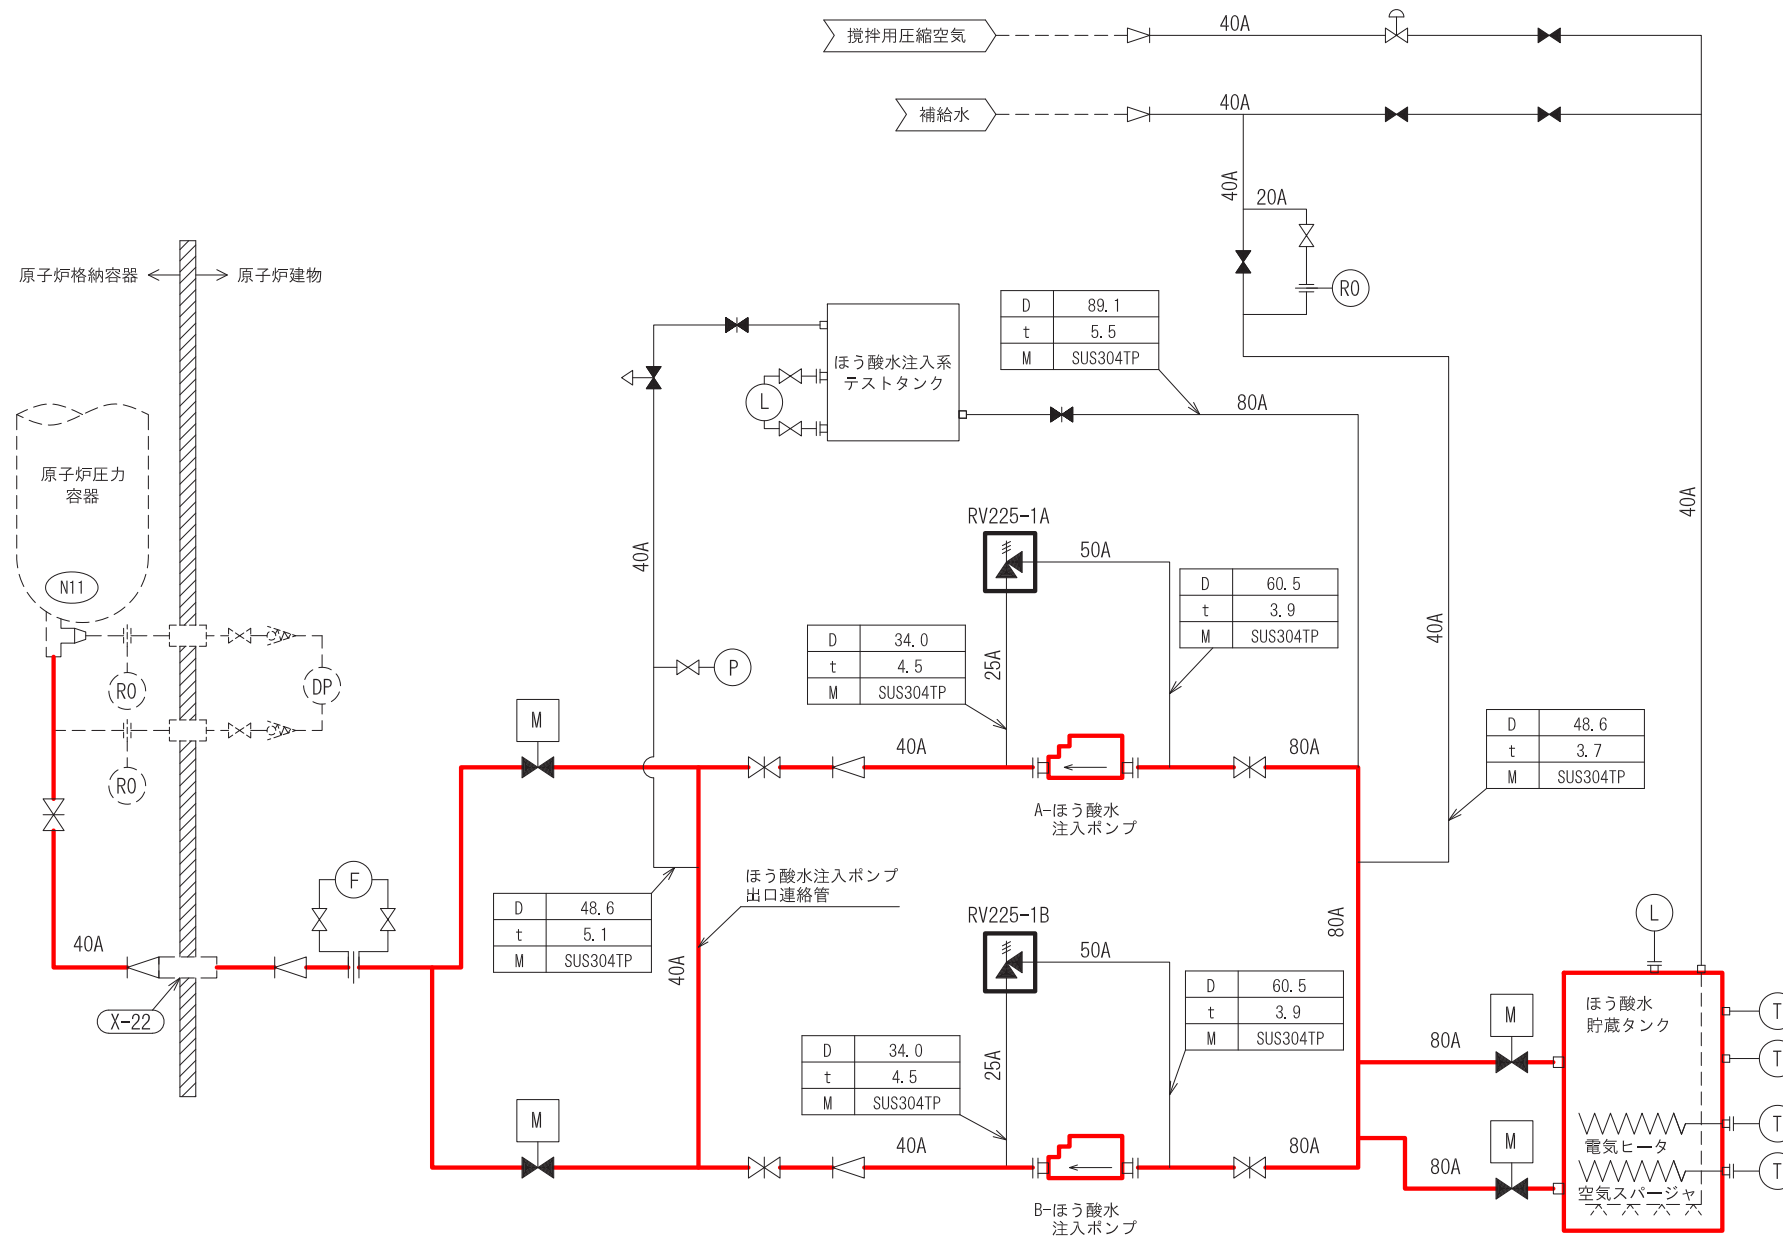 撹拌用圧縮空気
40A
補給水
40A
40A
20A
RO
原子炉格納容器
原子炉建物
D 89.1
t 5.5
M SUS304TP
ほう酸水注入系
テストタンク
L
80A
原子炉圧力
容器
N11
40A
40A
RV225-1A
50A
D 60.5
t 3.9
M SUS304TP
D 34.0
t 4.5
M SUS304TP
25A
40A
P
RO
DP
RO
M
40A
80A
D 48.6
t 3.7
M SUS304TP
A-ほう酸水
注入ポンプ
F
ほう酸水注入ポンプ
出口連絡管
D 48.6
t 5.1
M SUS304TP
40A
40A
X-22
RV225-1B
50A
80A
L
D 60.5
t 3.9
M SUS304TP
D 34.0
t 4.5
M SUS304TP
25A
M
40A
80A
B-ほう酸水
注入ポンプ
80A
M
80A
M
ほう酸水
貯蔵タンク
電気ヒータ
空気スパージャ
T
T
T
T